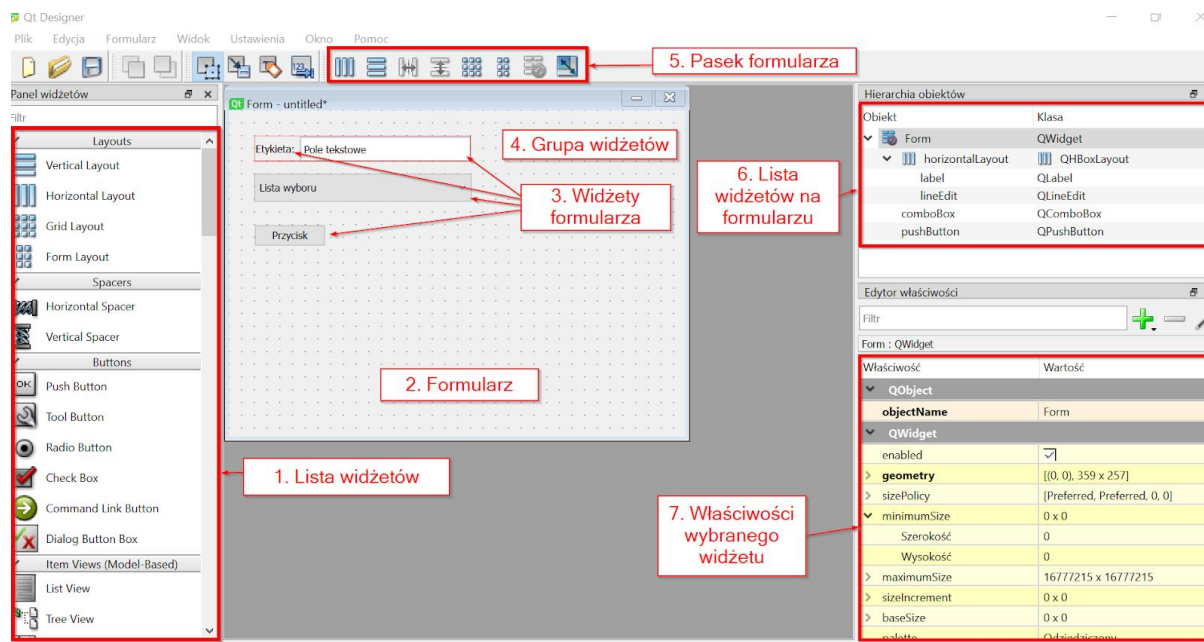 Qt Designer
Plik Edycja Formularz Widok Ustawienia Okno Pomoc
5. Pasek formularza
Panel widżetów
Filtr
Layouts
Vertical Layout
Horizontal Layout
Grid Layout
Form Layout
Spacers
Horizontal Spacer
Vertical Spacer
Buttons
OK Push Button
Tool Button
Radio Button
Check Box
Command Link Button
Dialog Button Box
Item Views (Model-Based)
List View
Tree View
1. Lista widżetów
Qt Form - untitled*
Etykieta: Pole tekstowe
4. Grupa widżetów
Lista wyboru
3. Widżety
formularza
Przycisk
2. Formularz
6. Lista
widżetów na
formularzu
7. Właściwości
wybranego
widżetu
Hierarchia obiektów
Obiekt Klasa
Form QWidget
horizontalLayout QHBoxLayout
label QLabel
lineEdit QLineEdit
comboBox QComboBox
pushButton QPushButton
Edytor właściwości
Filtr
Form : QWidget
Właściwość Wartość
QObject
objectName Form
QWidget
enabled
geometry [(0, 0), 359 x 257]
sizePolicy [Preferred, Preferred, 0, 0]
minimumSize 0 x 0
Szerokość 0
Wysokość 0
maximumSize 16777215 x 16777215
sizeIncrement 0 x 0
baseSize 0 x 0
palette Odziedziczony